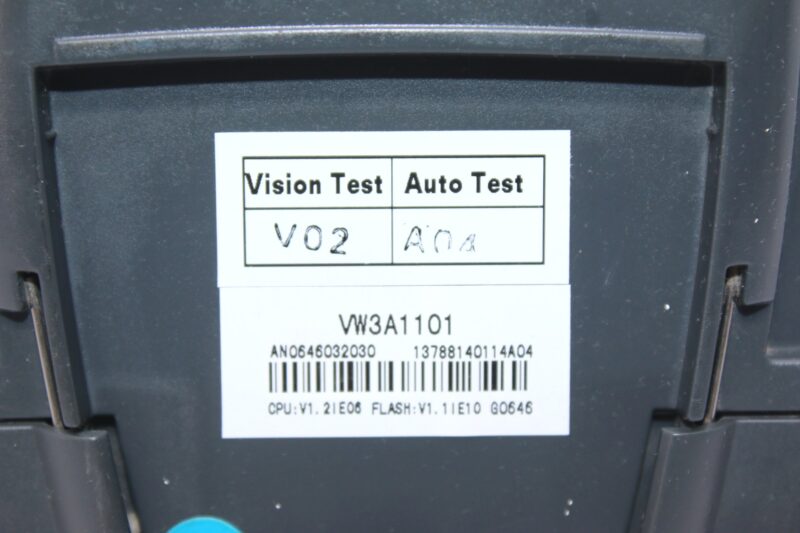 Vision Test Auto Test
V02
VW3A1101
AN0646032030 13788140114A04
CPU:V1.2IE06 FLASH:V1.1IE10 G0646